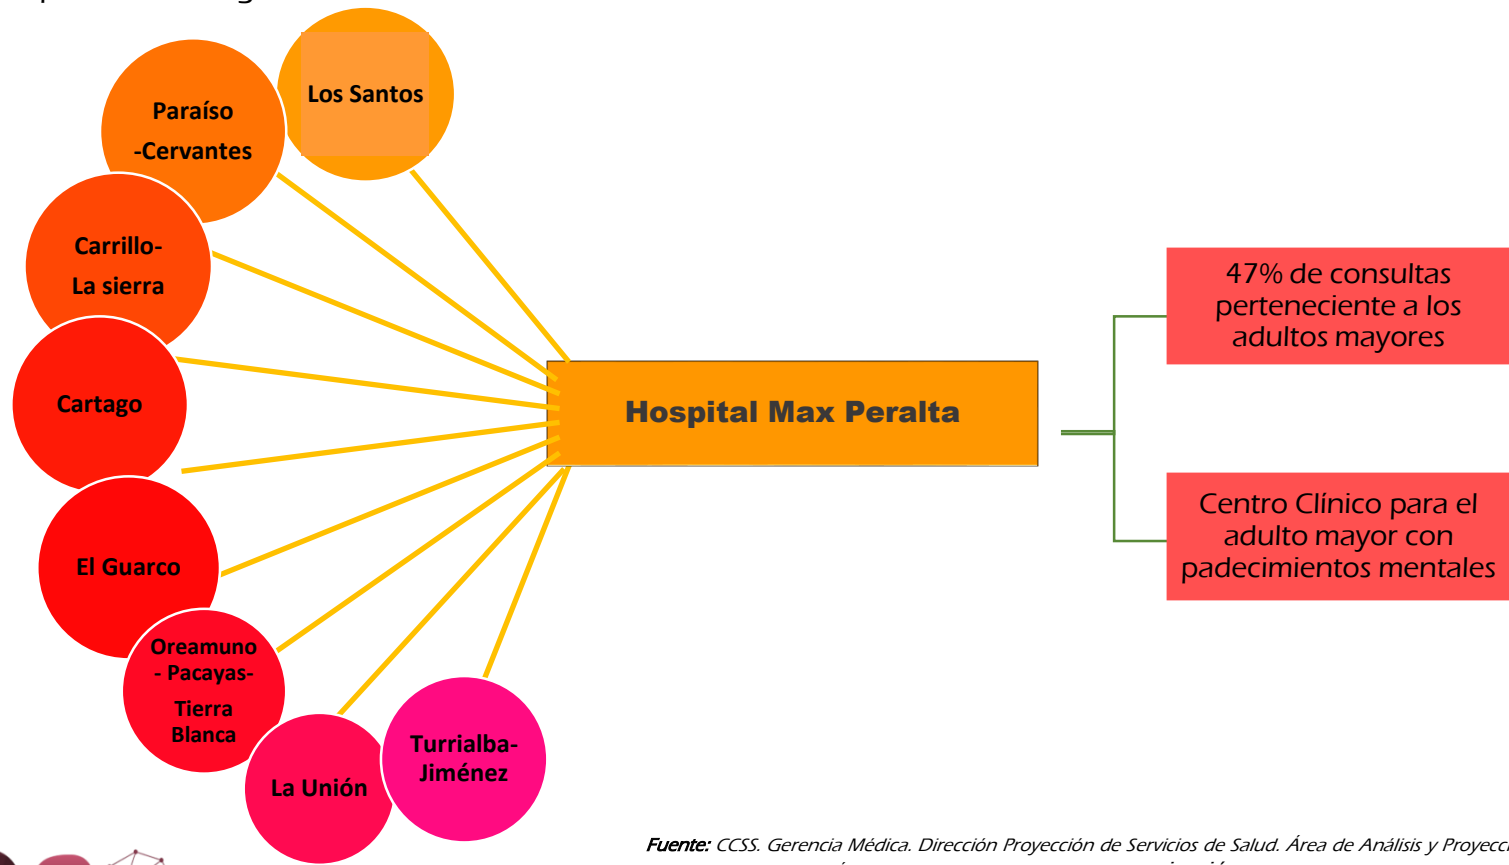 Los Santos
Paraíso
-Cervantes
Carrillo-
La sierra
Cartago
El Guarco
Oreamuno
- Pacayas-
Tierra
Blanca
La Unión
Turrialba-
Jiménez
Hospital Max Peralta
47% de consultas
perteneciente a los
adultos mayores
Centro Clínico para el
adulto mayor con
padecimientos mentales
Fuente: CCSS. Gerencia Médica. Dirección Proyección de Servicios de Salud. Área de Análisis y Proyecc